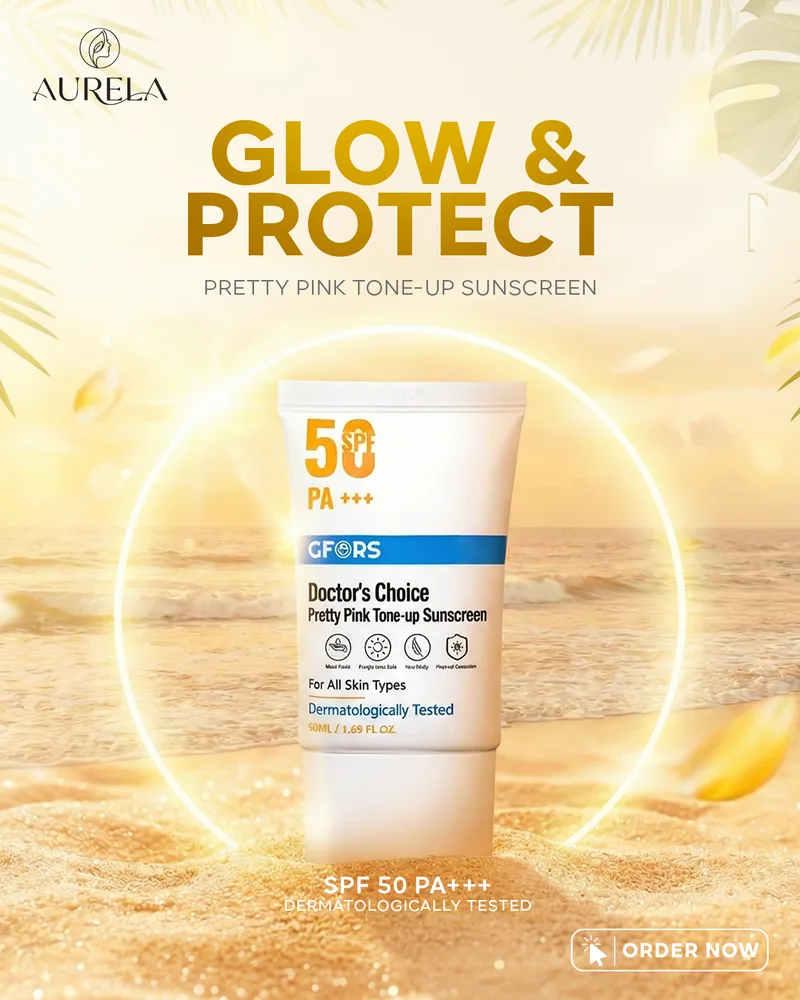 AURELA
GLOW &
PROTECT
PRETTY PINK TONE-UP SUNSCREEN
50 SPF
PA +++
GFORS
Doctor's Choice
Pretty Pink Tone-up Sunscreen
For All Skin Types
Dermatologically Tested
50ML / 1.69 FL OZ.
SPF 50 PA+++
DERMATOLOGICALLY TESTED
ORDER NOW